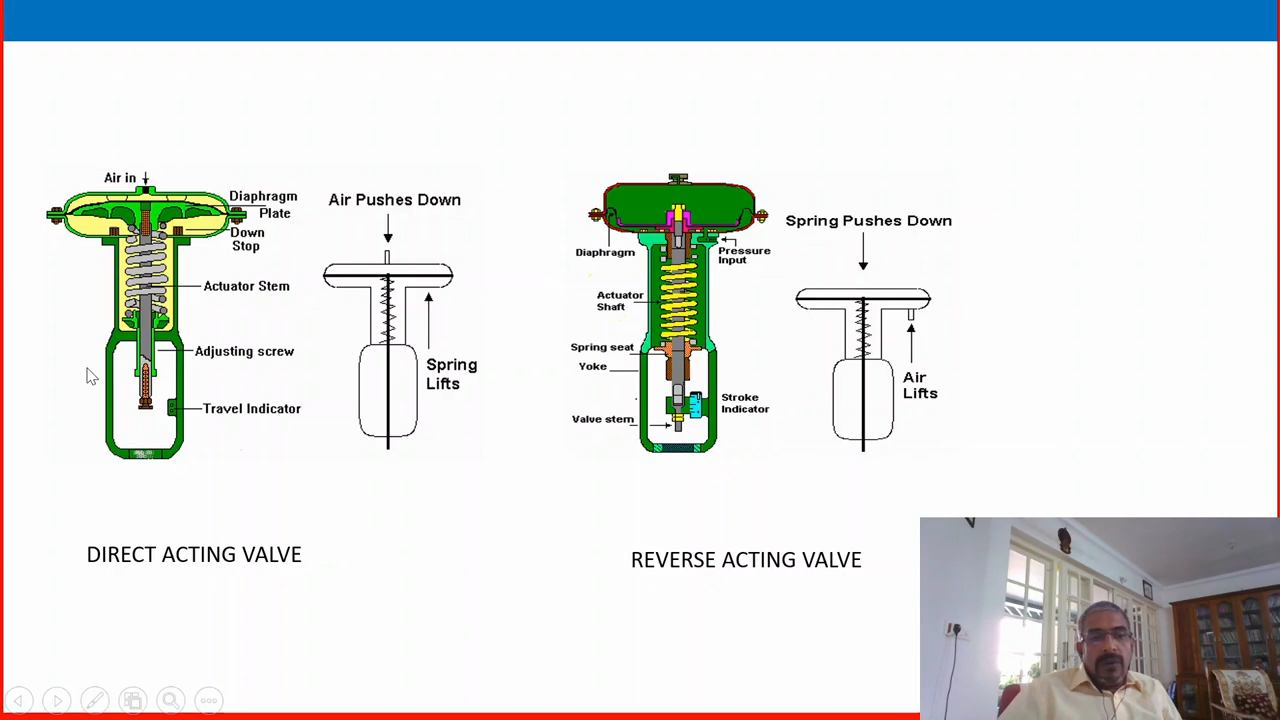 Air in
Diaphragm
Plate
Down
Stop
Actuator Stem
Adjusting screw
Travel Indicator
Air Pushes Down
Spring
Lifts
Diaphragm
Pressure
Input
Actuator
Shaft
Spring seat
Yoke
Valve stem
Stroke
Indicator
Spring Pushes Down
Air
Lifts
DIRECT ACTING VALVE
REVERSE ACTING VALVE